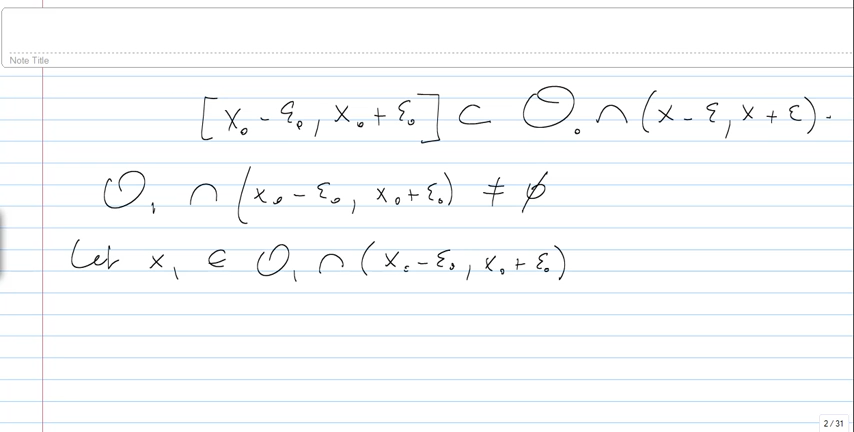 Note Title
[x₀ - ε₀, x₀ + ε₀] ⊂ O₀ ∩ (x - ε, x + ε).
O₁ ∩ (x₀ - ε₀, x₀ + ε₀) ≠ ϕ
Let x₁ ∈ O₁ ∩ (x₀ - ε₀, x₀ + ε₀)
2 / 31